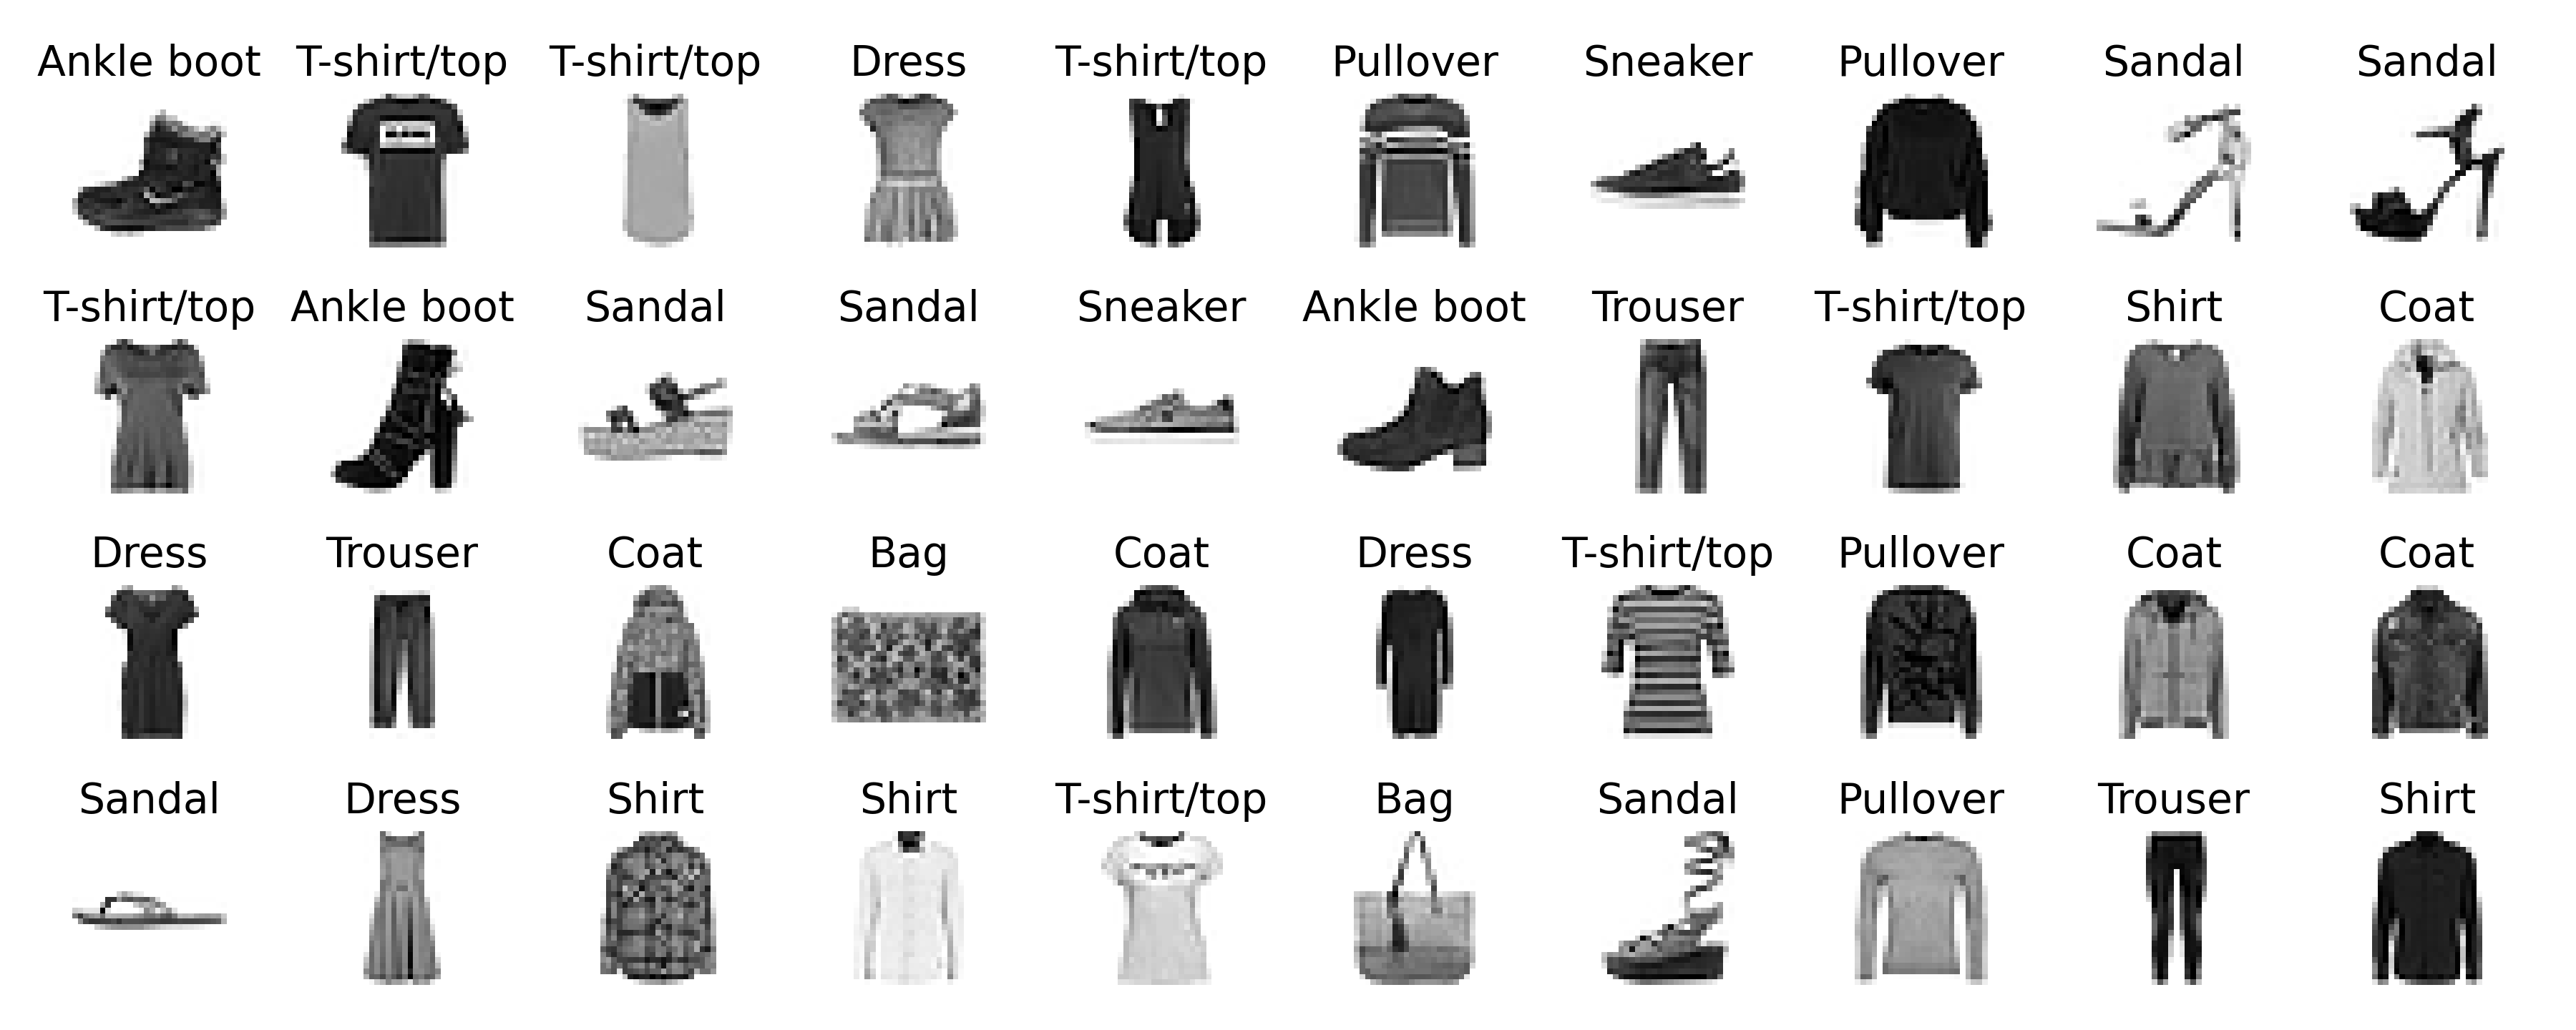 Ankle boot T-shirt/top T-shirt/top Dress T-shirt/top Pullover Sneaker Pullover Sandal Sandal
T-shirt/top Ankle boot Sandal Sandal Sneaker Ankle boot Trouser T-shirt/top Shirt Coat
Dress Trouser Coat Bag Coat Dress T-shirt/top Pullover Coat Coat
Sandal Dress Shirt Shirt T-shirt/top Bag Sandal Pullover Trouser Shirt